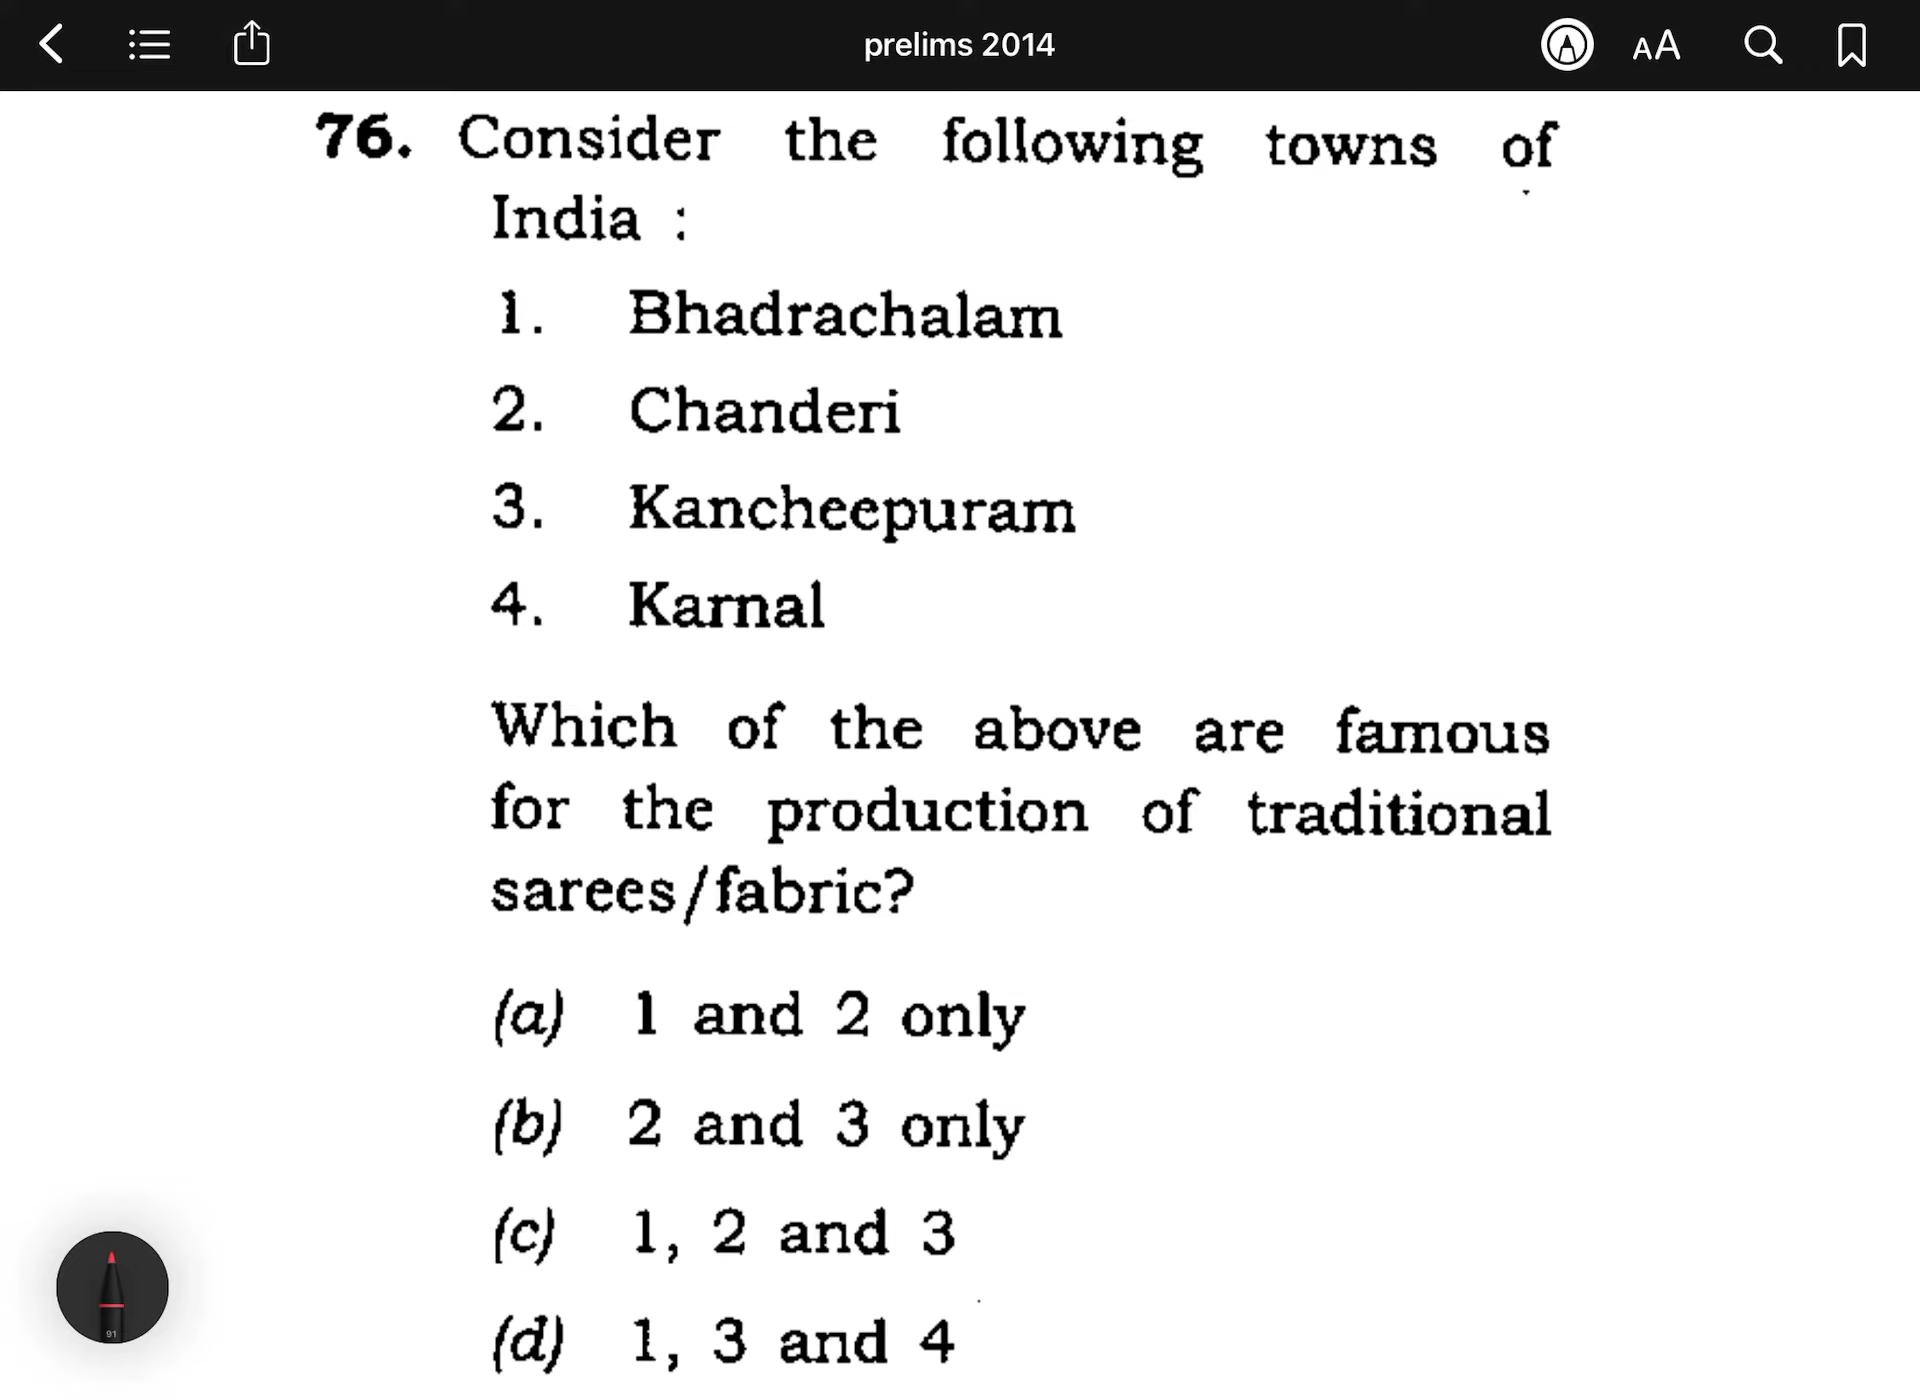 prelims 2014
AA
76. Consider the following towns of
India :
1. Bhadrachalam
2. Chanderi
3. Kancheepuram
4. Karnal
Which of the above are famous
for the production of traditional
sarees/fabric?
(a) 1 and 2 only
(b) 2 and 3 only
(c) 1, 2 and 3
(d) 1, 3 and 4
91